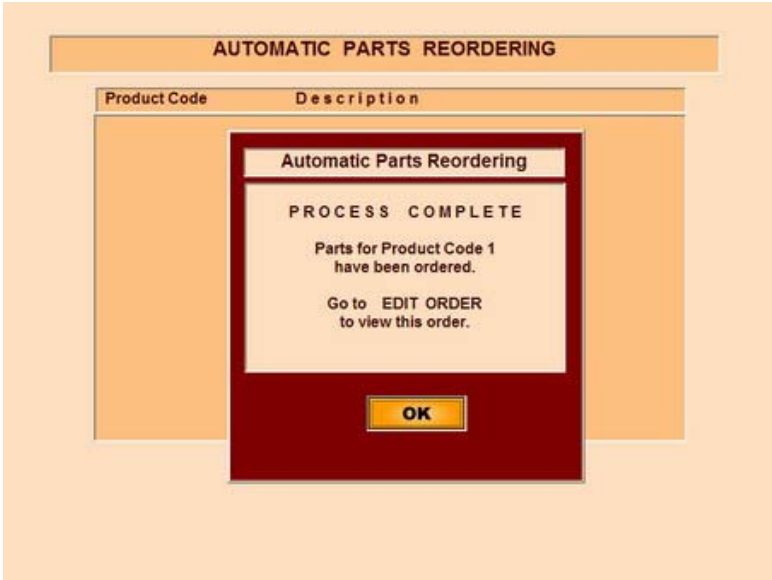 AUTOMATIC PARTS REORDERING
Product Code Description
Automatic Parts Reordering
PROCESS COMPLETE
Parts for Product Code 1
have been ordered.
Go to EDIT ORDER
to view this order.
OK